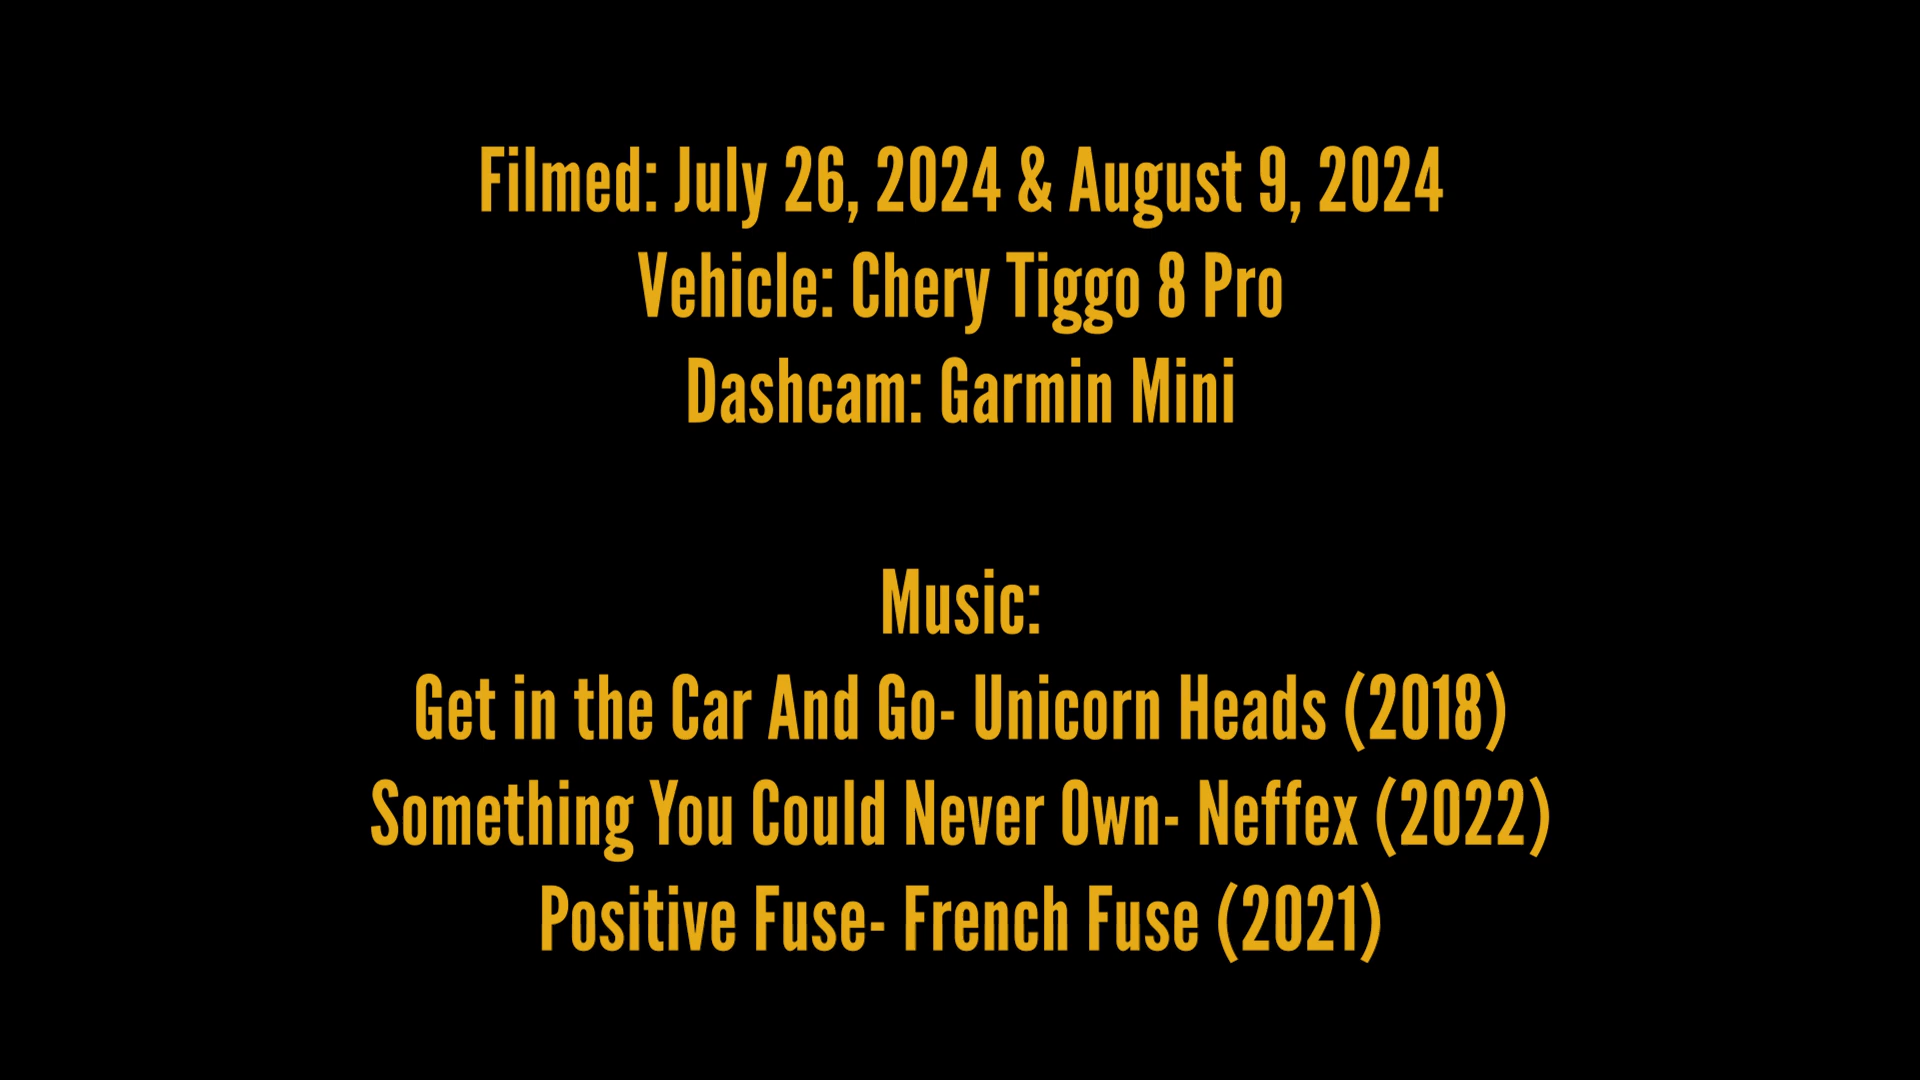 Filmed: July 26, 2024 & August 9, 2024
Vehicle: Chery Tiggo 8 Pro
Dashcam: Garmin Mini
Music:
Get in the Car And Go- Unicorn Heads (2018)
Something You Could Never Own- Neffex (2022)
Positive Fuse- French Fuse (2021)